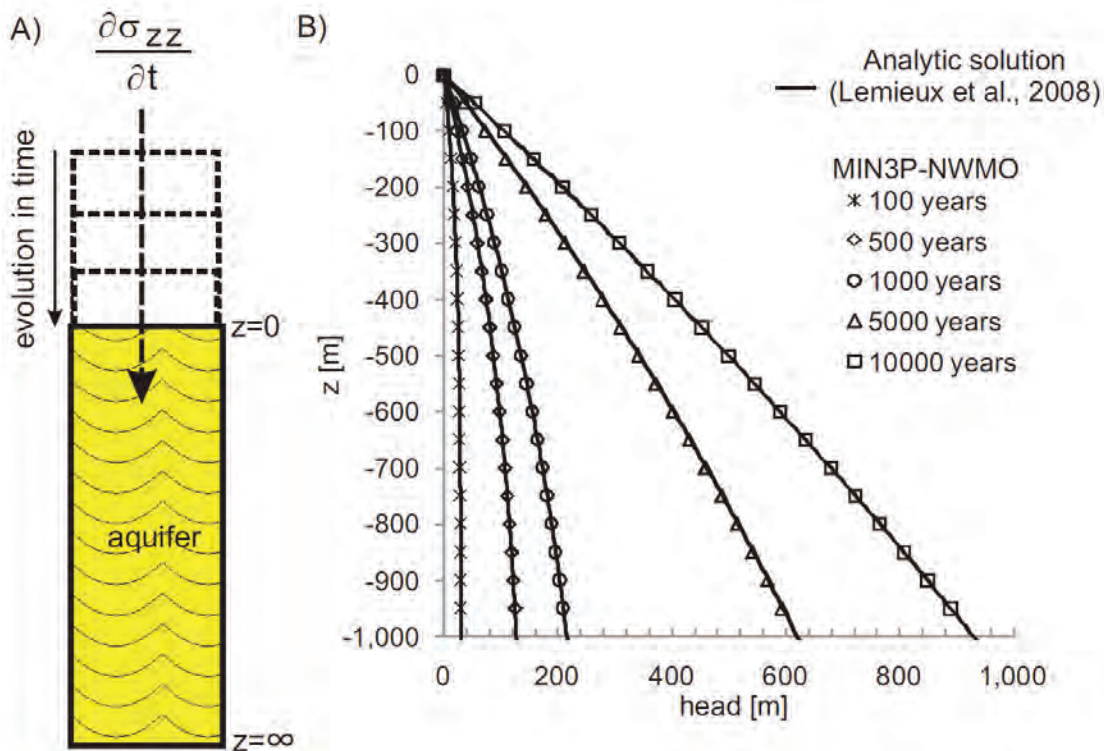 A)
∂σzz
∂t
evolution in time
z=0
aquifer
z=∞
B)
Analytic solution
(Lemieux et al., 2008)
MIN3P-NWMO
100 years
500 years
1000 years
5000 years
10000 years
z [m]
0
-100
-200
-300
-400
-500
-600
-700
-800
-900
-1,000
0 200 400 600 800 1,000
head [m]